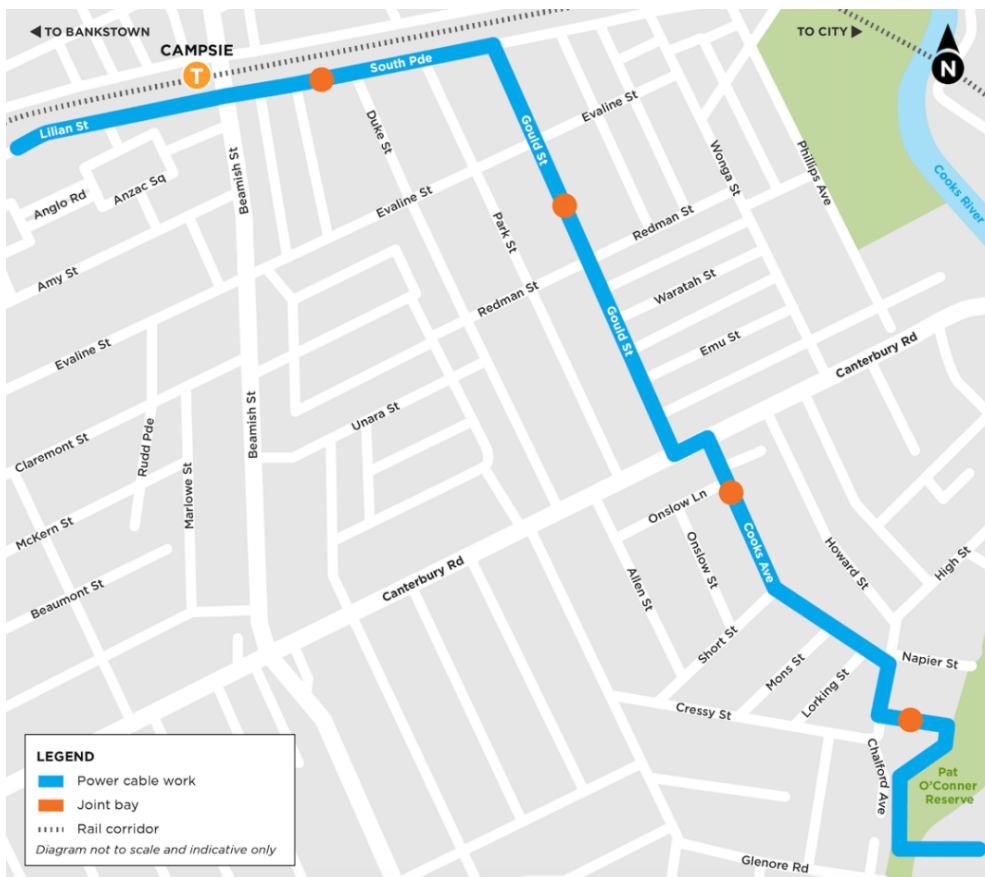 TO BANKSTOWN
TO CITY
CAMPSIE
T
N
South Pde
Lilian St
Duke St
Gould St
Evaline St
Wonga St
Phillips Ave
Cooks River
Anglo Rd
Anzac Sq
Beamish St
Evaline St
Park St
Redman St
Amy St
Redman St
Waratah St
Gould St
Emu St
Canterbury Rd
Evaline St
Rudd Pde
Beamish St
Unara St
Claremont St
Marlowe St
McKern St
Onslow Ln
Cooks Ave
Onslow St
Howard St
High St
Beaumont St
Canterbury Rd
Allen St
Short St
Mons St
Lorking St
Napier St
Cressy St
Chalford Ave
Pat
O'Conner
Reserve
Glenore Rd
LEGEND
Power cable work
Joint bay
Rail corridor
Diagram not to scale and indicative only